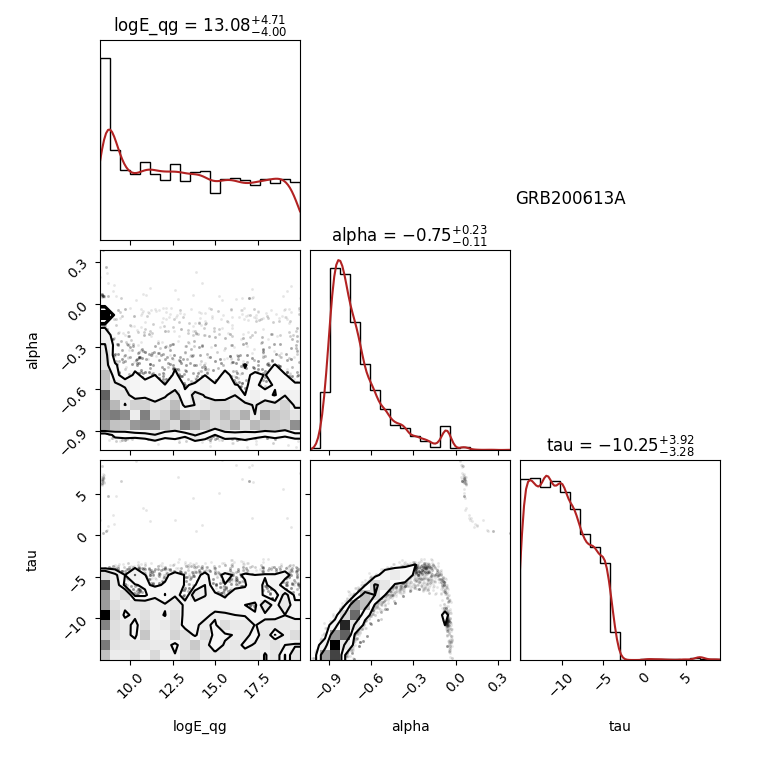 logE_qg = 13.08$^{+4.71}_{-4.00}$
GRB200613A
alpha = −0.75$^{+0.23}_{-0.11}$
0.3
0.0
−0.3
−0.6
−0.9
alpha
tau = −10.25$^{+3.92}_{-3.28}$
5
0
−5
−10
tau
10.0 12.5 15.0 17.5
−0.9 −0.6 −0.3 0.0 0.3
−10 −5 0 5
logE_qg alpha tau